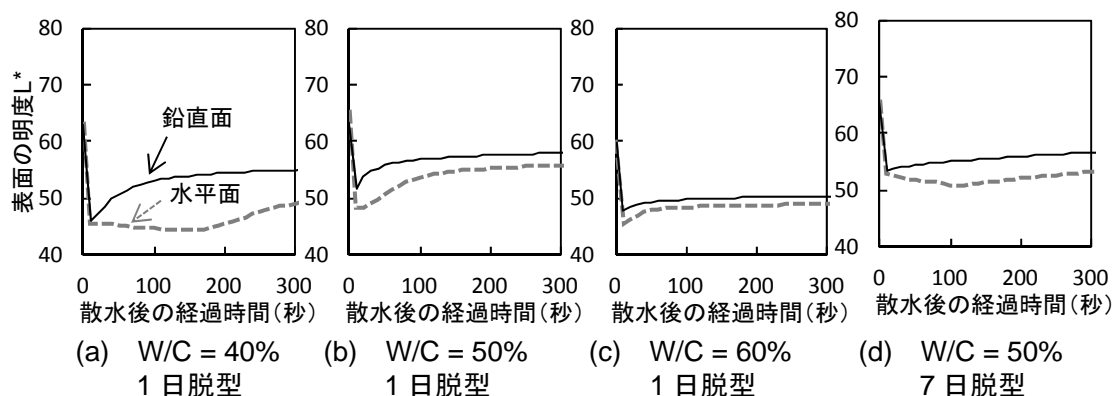 表面の明度L*
80
70
60
50
40
鉛直面
水平面
0 100 200 300
散水後の経過時間(秒)
(a) W/C = 40%
1 日脱型
80
70
60
50
40
0 100 200 300
散水後の経過時間(秒)
(b) W/C = 50%
1 日脱型
80
70
60
50
40
0 100 200 300
散水後の経過時間(秒)
(c) W/C = 60%
1 日脱型
80
70
60
50
40
0 100 200 300
散水後の経過時間(秒)
(d) W/C = 50%
7 日脱型